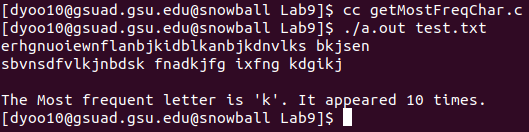 [dyoo10@gsuad.gsu.edu@snowball Lab9]$ cc getMostFreqChar.c
[dyoo10@gsuad.gsu.edu@snowball Lab9]$ ./a.out test.txt
erhgnuoiewnflanbjkidblkanbjkdnvlks bkjsen
sbvnsdfvlkjnbdsk fnadkjfg ixfng kdgikj
The Most frequent letter is 'k'. It appeared 10 times.
[dyoo10@gsuad.gsu.edu@snowball Lab9]$